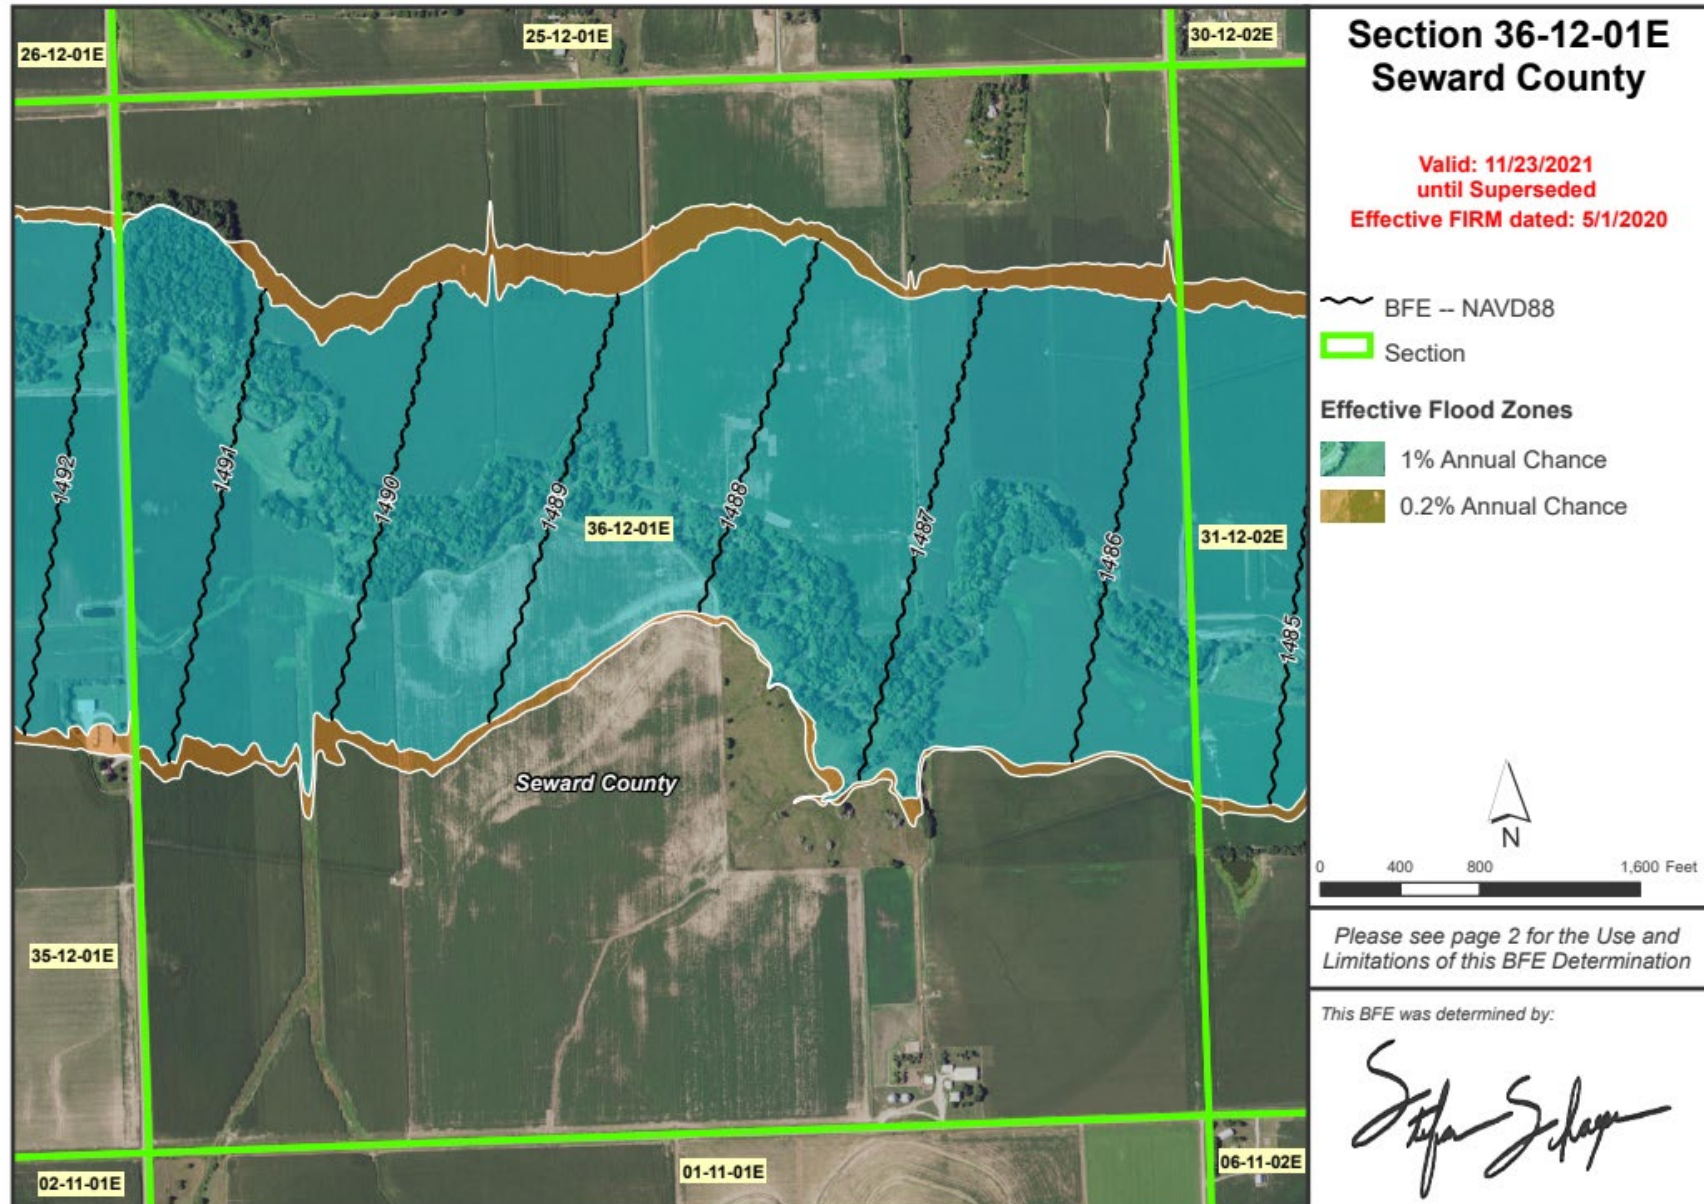 26-12-01E
25-12-01E
30-12-02E
1492
1491
1490
1489
1488
1487
1486
1485
36-12-01E
31-12-02E
Seward County
35-12-01E
02-11-01E
01-11-01E
06-11-02E
Section 36-12-01E
Seward County
Valid: 11/23/2021
until Superseded
Effective FIRM dated: 5/1/2020
BFE -- NAVD88
Section
Effective Flood Zones
1% Annual Chance
0.2% Annual Chance
N
0 400 800 1,600 Feet
Please see page 2 for the Use and
Limitations of this BFE Determination
This BFE was determined by: